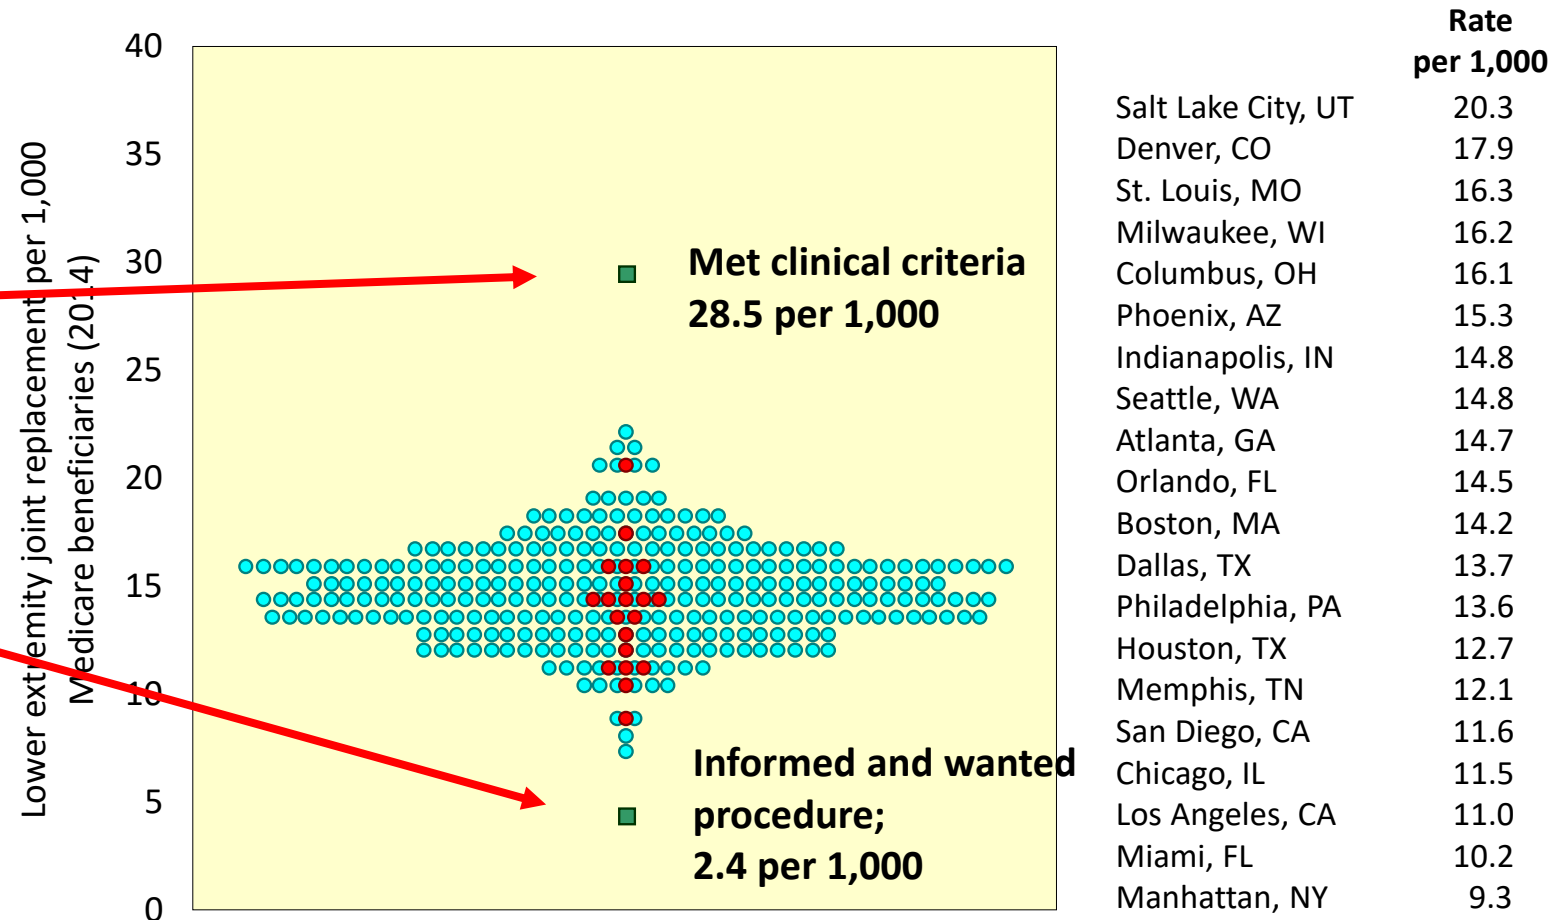 Lower extremity joint replacement per 1,000
Medicare beneficiaries (2014)
40
35
30
25
20
15
10
5
0
Met clinical criteria
28.5 per 1,000
Informed and wanted
procedure;
2.4 per 1,000
Rate
per 1,000
Salt Lake City, UT 20.3
Denver, CO 17.9
St. Louis, MO 16.3
Milwaukee, WI 16.2
Columbus, OH 16.1
Phoenix, AZ 15.3
Indianapolis, IN 14.8
Seattle, WA 14.8
Atlanta, GA 14.7
Orlando, FL 14.5
Boston, MA 14.2
Dallas, TX 13.7
Philadelphia, PA 13.6
Houston, TX 12.7
Memphis, TN 12.1
San Diego, CA 11.6
Chicago, IL 11.5
Los Angeles, CA 11.0
Miami, FL 10.2
Manhattan, NY 9.3